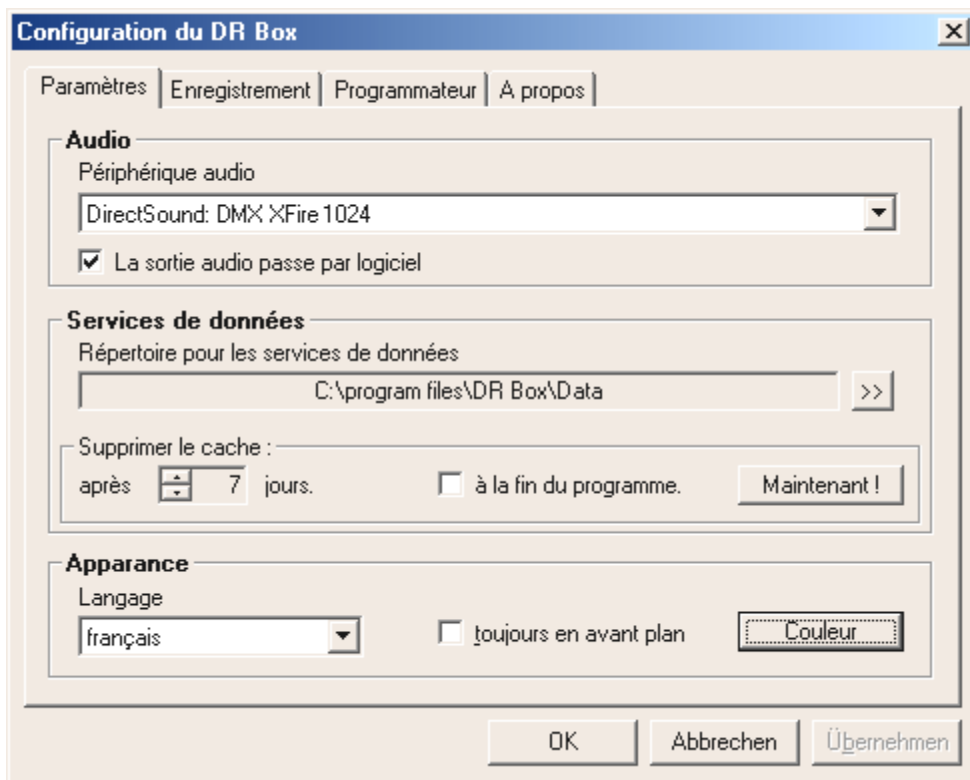 Configuration du DR Box
Paramètres Enregistrement Programmateur A propos
Audio
Périphérique audio
DirectSound: DMX XFire 1024
La sortie audio passe par logiciel
Services de données
Répertoire pour les services de données
C:\program files\DR Box\Data >>
Supprimer le cache :
après 7 jours. à la fin du programme. Maintenant !
Apparance
Langage
français toujours en avant plan Couleur
OK Abbrechen Übernehmen